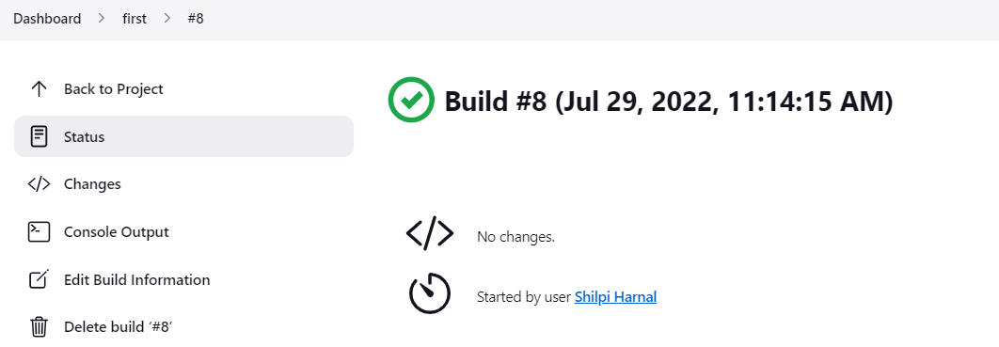 Dashboard > first > #8
Back to Project
Status
Changes
Console Output
Edit Build Information
Delete build ‘#8’
Build #8 (Jul 29, 2022, 11:14:15 AM)
No changes.
Started by user Shilpi Harnal